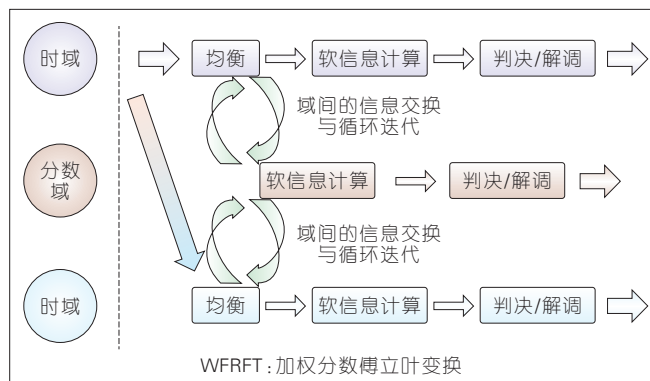 时域
均衡
软信息计算
判决/解调
域间的信息交换
与循环迭代
分数
域
软信息计算
判决/解调
域间的信息交换
与循环迭代
时域
均衡
软信息计算
判决/解调
WFRFT：加权分数傅立叶变换